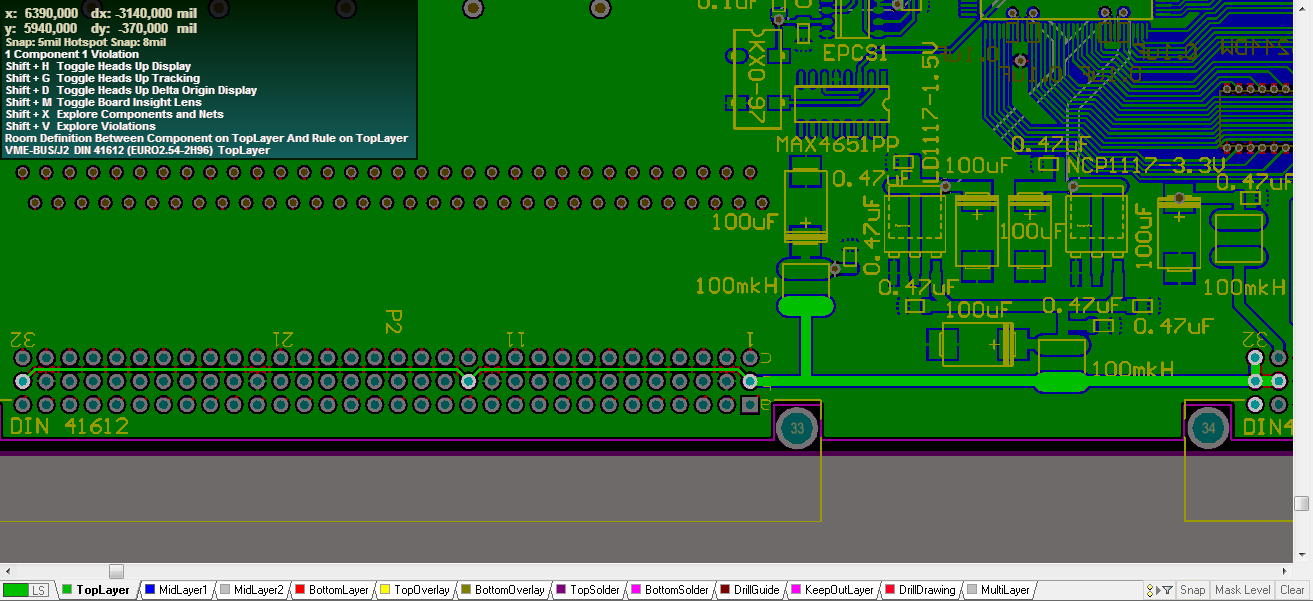 x: 6390,000 dx: -3140,000 mil
y: 5940,000 dy: -370,000 mil
Snap: 5mil Hotspot Snap: 8mil
1 Component 1 Violation
Shift + H Toggle Heads Up Display
Shift + G Toggle Heads Up Tracking
Shift + D Toggle Heads Up Delta Origin Display
Shift + M Toggle Board Insight Lens
Shift + X Explore Components and Nets
Shift + V Explore Violations
Room Definition Between Component on TopLayer And Rule on TopLayer
VME-BUS/J2 DIN 41612 (EURO2.54-2H96) TopLayer
0.1uF
EPCS1
KXO-97
LD1117-1.5V
MAX4651PP
0.47uF
100uF
NCP1117-3.3V
0.47uF
0.47uF
100uF
0.47uF
100uF
100uF
100mkH
0.47uF
100mkH
100uF
0.47uF
0.47uF
P2
32
21
11
1
32
100mkH
DIN 41612
33
34
DIN4
LS
TopLayer
MidLayer1
MidLayer2
BottomLayer
TopOverlay
BottomOverlay
TopSolder
BottomSolder
DrillGuide
KeepOutLayer
DrillDrawing
MultiLayer
Snap
Mask Level
Clear